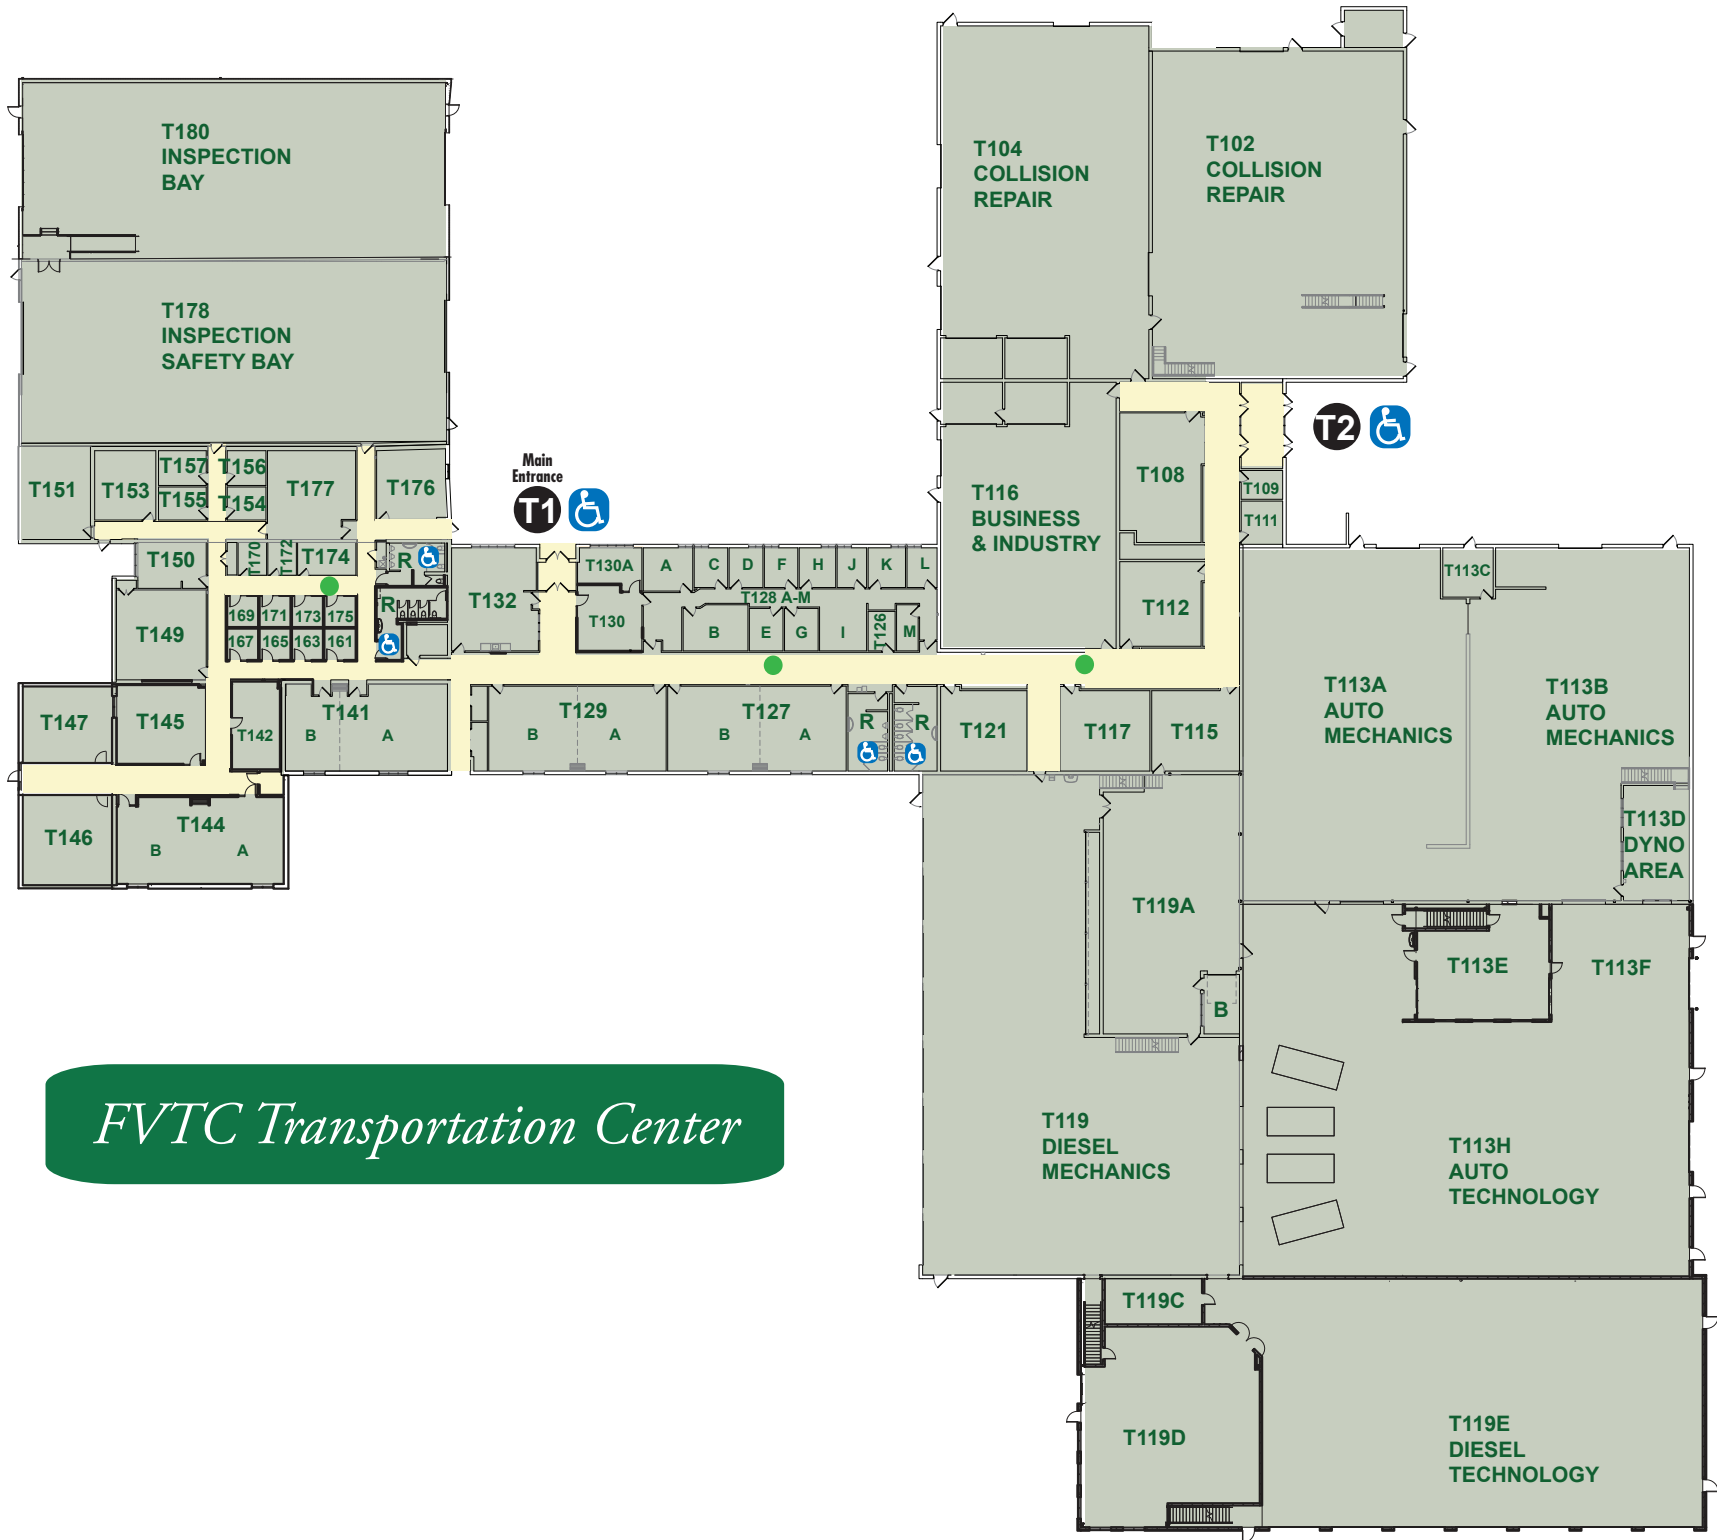 T180
INSPECTION
BAY
T178
INSPECTION
SAFETY BAY
T104
COLLISION
REPAIR
T102
COLLISION
REPAIR
T2
T151
T153
T157
T155
T156
T154
T177
T176
Main
Entrance
T1
T116
BUSINESS
& INDUSTRY
T108
T109
T111
T112
T150
T170
T172
T174
R
R
T132
T130A
T130
A
C
D
F
H
J
K
L
T128 A-M
B
E
G
I
T126
M
T149
169
171
173
175
167
165
163
161
T147
T145
T142
T141
B
A
T129
B
A
T127
B
A
R
R
T121
T117
T115
T146
T144
B
A
T113C
T113A
AUTO
MECHANICS
T113B
AUTO
MECHANICS
T113D
DYNO
AREA
T119A
B
T113E
T113F
FVTC Transportation Center
T119
DIESEL
MECHANICS
T113H
AUTO
TECHNOLOGY
T119C
T119D
T119E
DIESEL
TECHNOLOGY